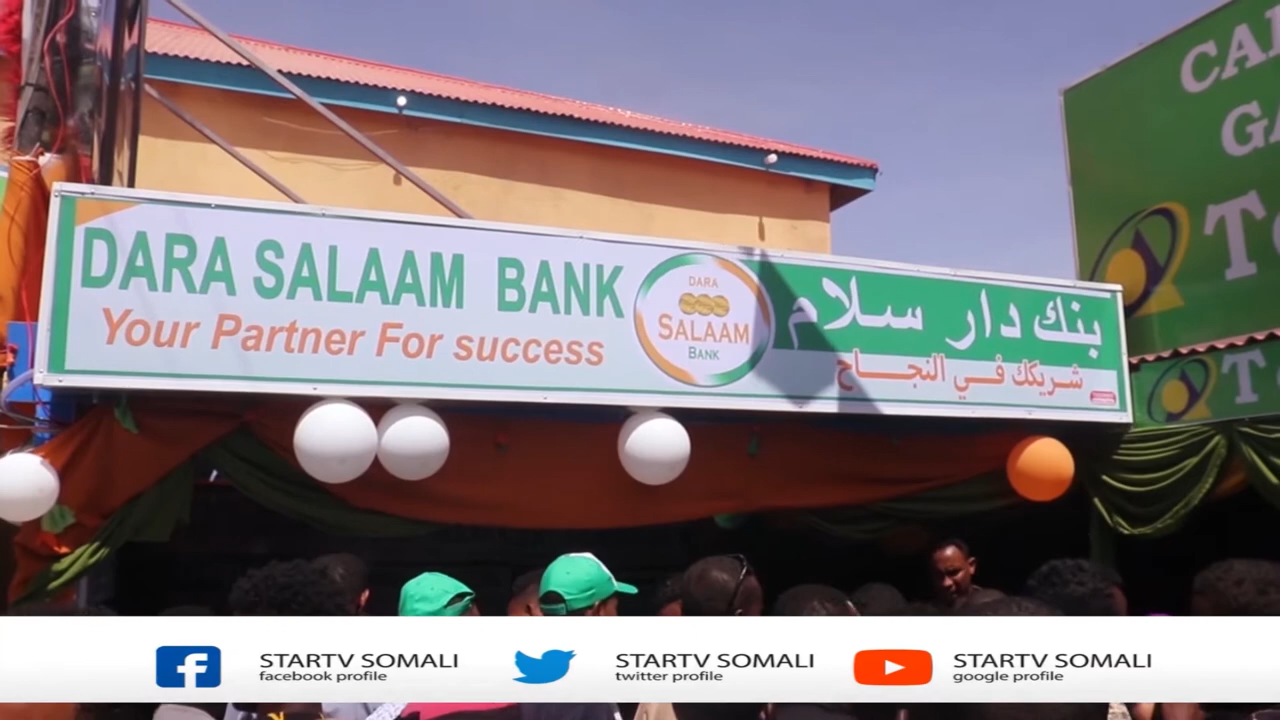 DARA SALAAM BANK
Your Partner For success
DARA
SALAAM
BANK
بنك دار سلام
شريكك في النجاح
STARTV SOMALI
facebook profile
STARTV SOMALI
twitter profile
STARTV SOMALI
google profile